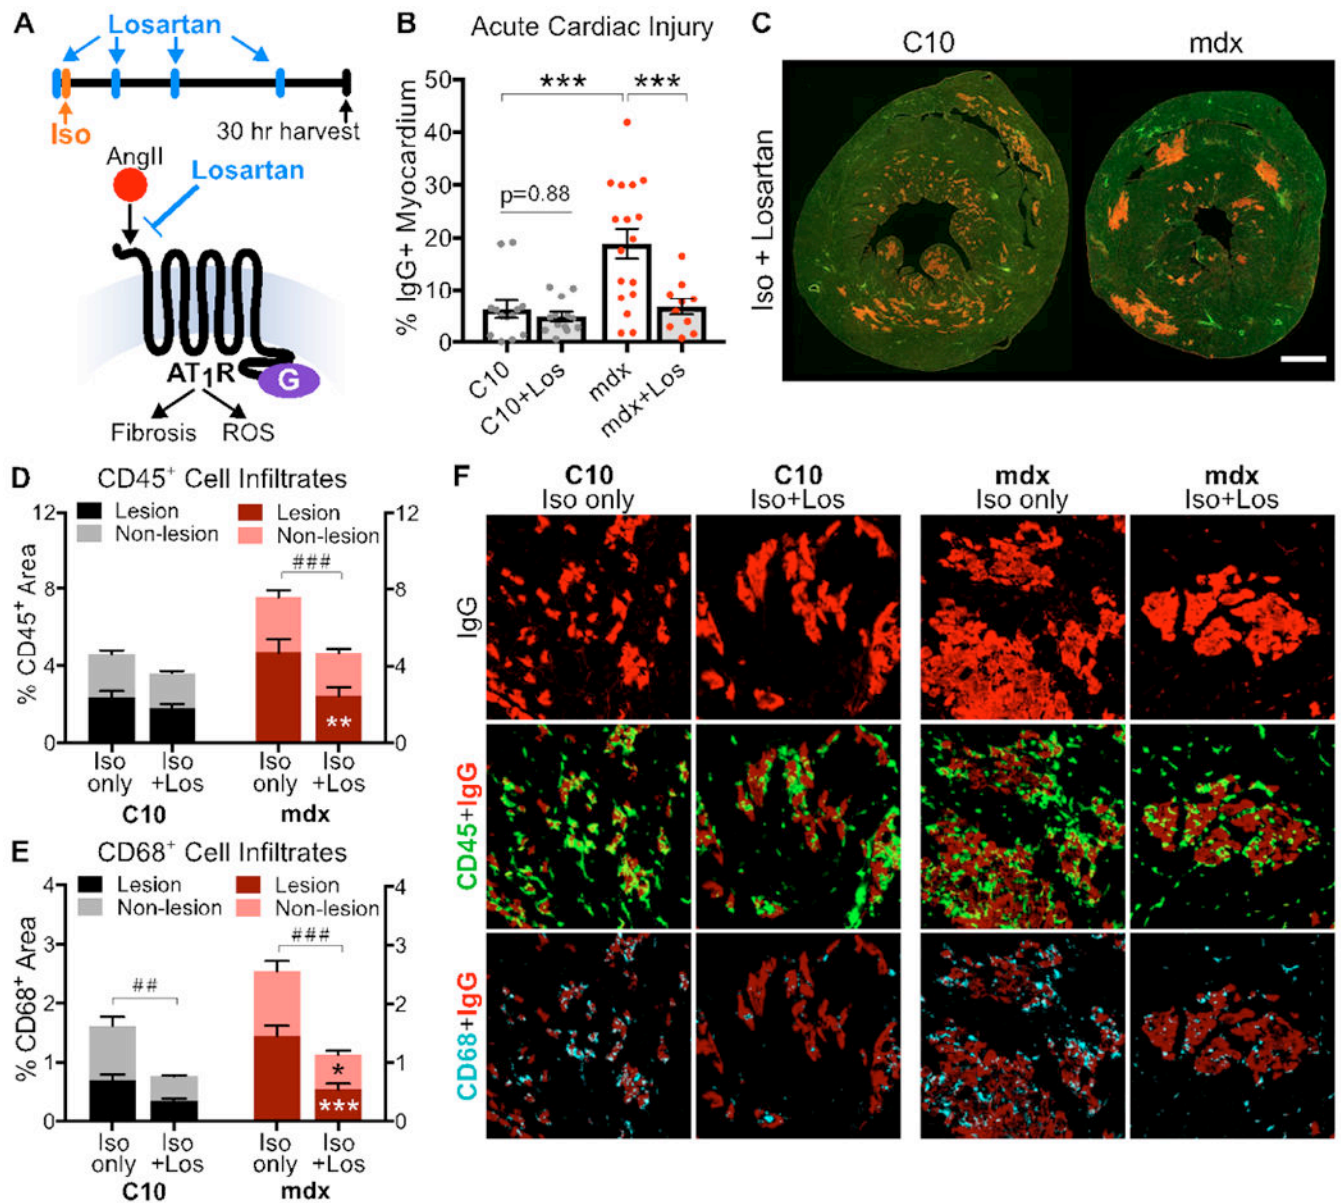 A
Losartan
Iso
30 hr harvest
AngII
Losartan
AT1R
G
Fibrosis ROS
B Acute Cardiac Injury
% IgG+ Myocardium
50
40
30
20
10
0
***
***
p=0.88
C10
C10+Los
mdx
mdx+Los
C
C10 mdx
Iso + Losartan
D CD45⁺ Cell Infiltrates
Lesion
Non-lesion
Lesion
Non-lesion
% CD45⁺ Area
12
8
4
0
12
8
4
0
###
**
Iso only
Iso +Los
Iso only
Iso +Los
C10 mdx
E CD68⁺ Cell Infiltrates
Lesion
Non-lesion
Lesion
Non-lesion
% CD68⁺ Area
4
3
2
1
0
4
3
2
1
0
##
###
*
***
Iso only
Iso +Los
Iso only
Iso +Los
C10 mdx
F
C10 C10 mdx mdx
Iso only Iso+Los Iso only Iso+Los
IgG
CD45+IgG
CD68+IgG